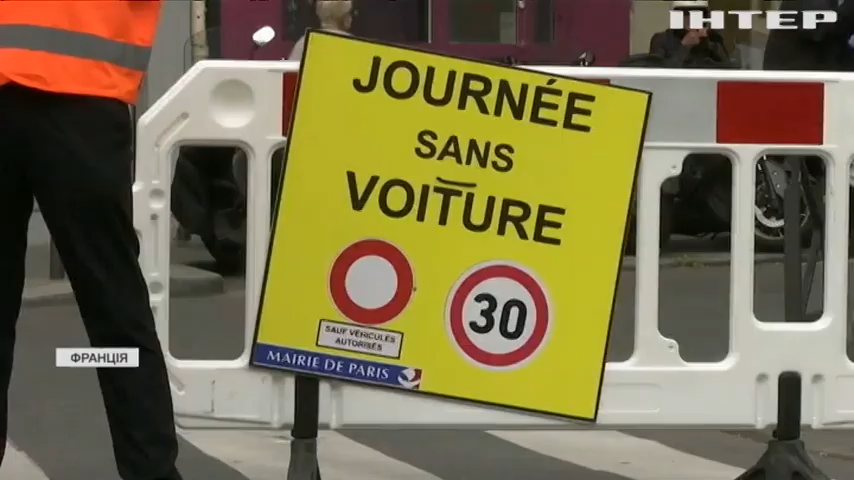 ІНТЕР
JOURNÉE
SANS
VOITURE
30
SAUF VÉHICULES
AUTORISÉS
MAIRIE DE PARIS
ФРАНЦІЯ